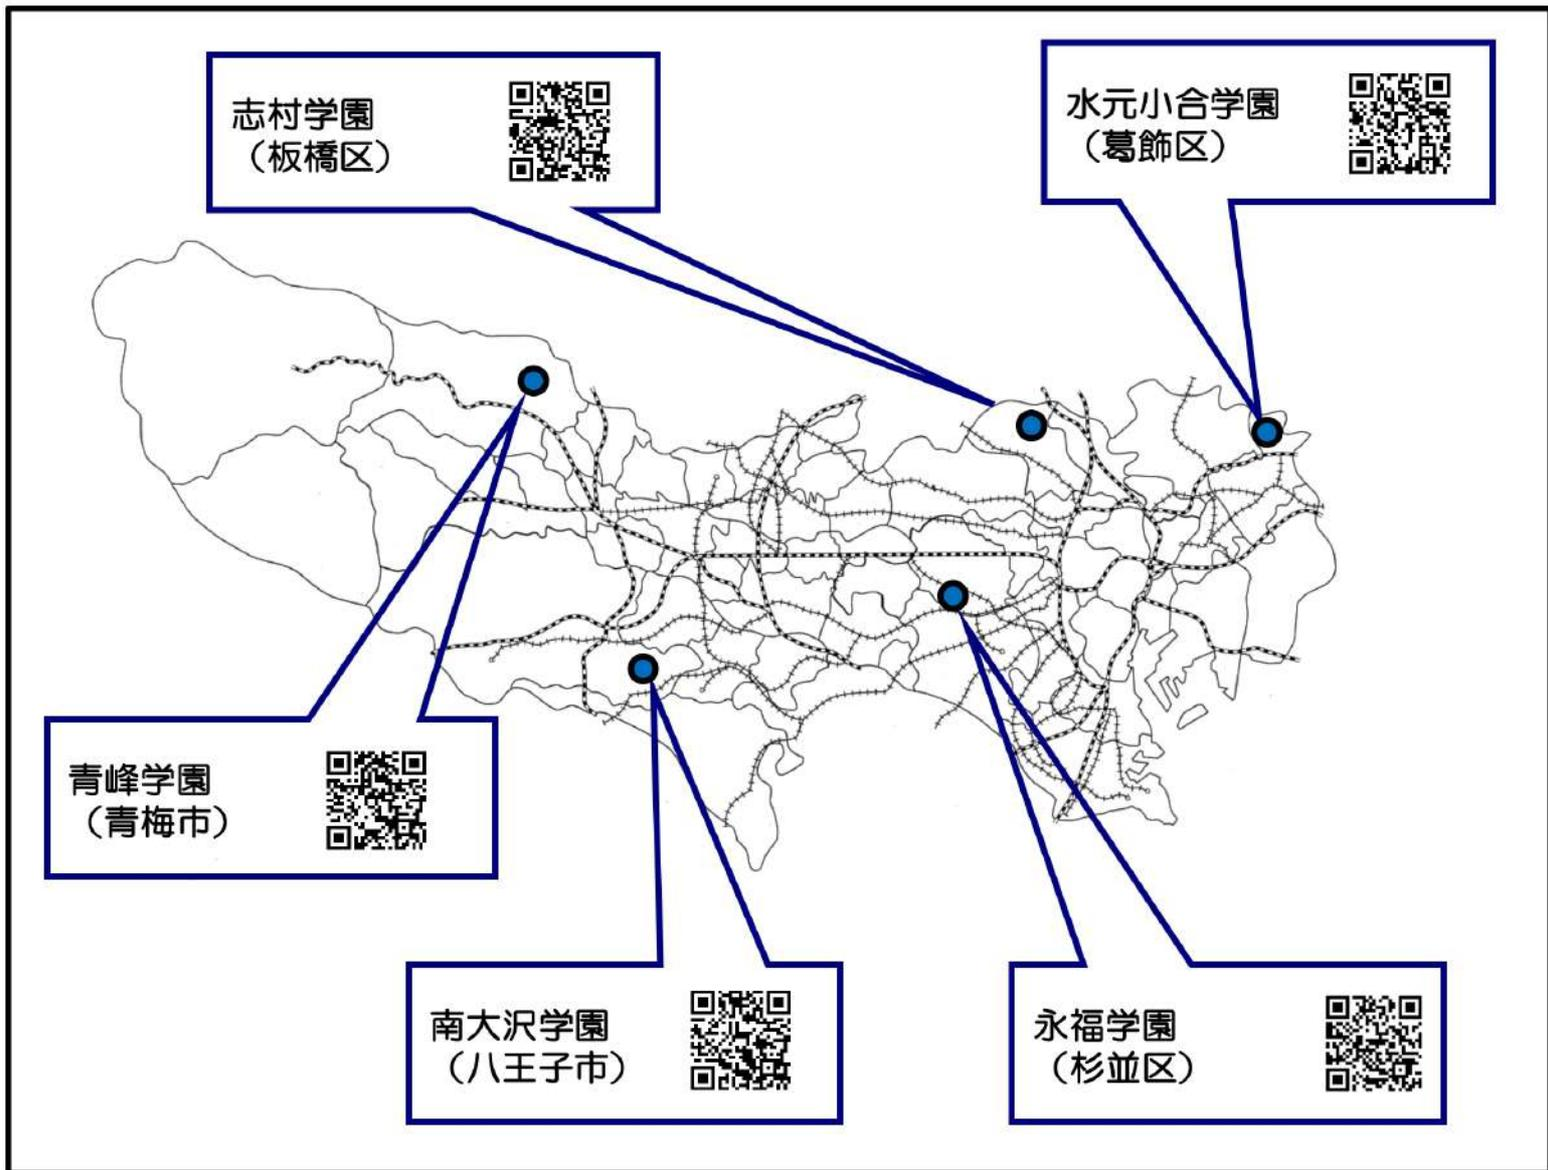 志村学園
（板橋区）
水元小合学園
（葛飾区）
青峰学園
（青梅市）
南大沢学園
（八王子市）
永福学園
（杉並区）